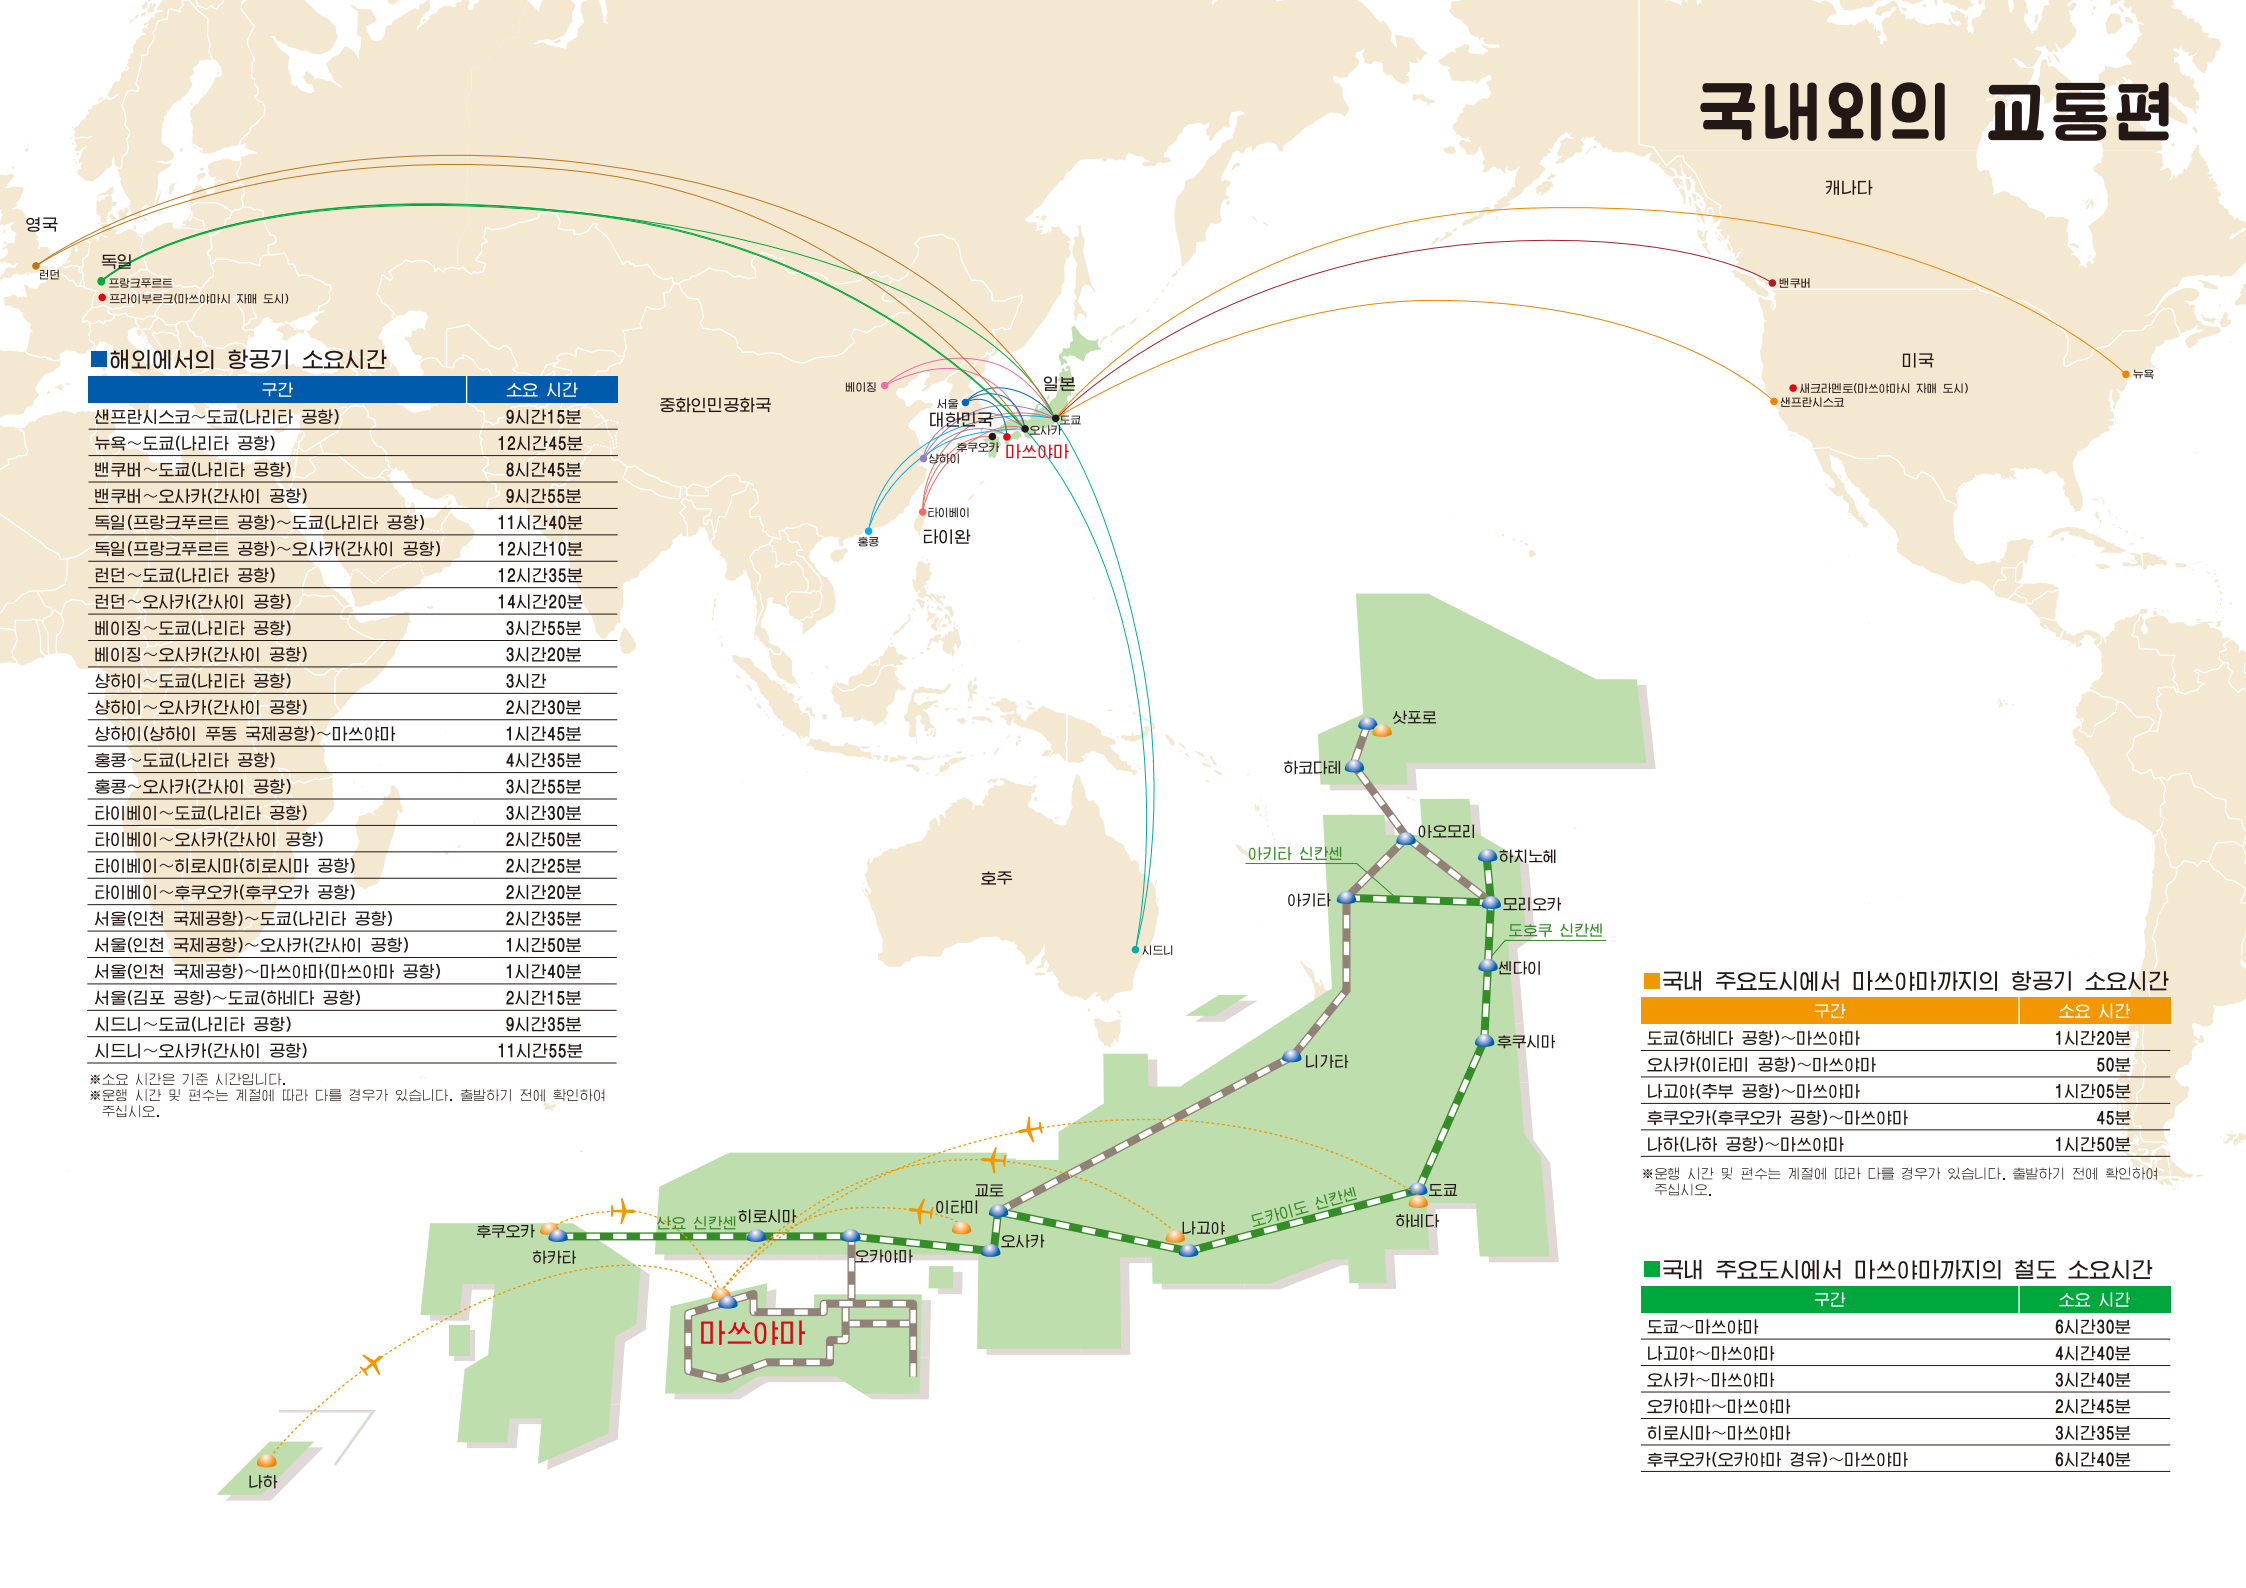 국내외의 교통편
영국
런던
독일
프랑크푸르트
프라이부르크(마쓰야마시 자매 도시)
캐나다
밴쿠버
미국
뉴욕
새크라멘토(마쓰야마시 자매 도시)
샌프란시스코
중화인민공화국
베이징
서울
대한민국
일본
도쿄
오사카
후쿠오카
마쓰야마
샹하이
타이베이
타이완
홍콩
호주
시드니
■해외에서의 항공기 소요시간
구간 소요 시간
샌프란시스코~도쿄(나리타 공항) 9시간15분
뉴욕~도쿄(나리타 공항) 12시간45분
밴쿠버~도쿄(나리타 공항) 8시간45분
밴쿠버~오사카(간사이 공항) 9시간55분
독일(프랑크푸르트 공항)~도쿄(나리타 공항) 11시간40분
독일(프랑크푸르트 공항)~오사카(간사이 공항) 12시간10분
런던~도쿄(나리타 공항) 12시간35분
런던~오사카(간사이 공항) 14시간20분
베이징~도쿄(나리타 공항) 3시간55분
베이징~오사카(간사이 공항) 3시간20분
샹하이~도쿄(나리타 공항) 3시간
샹하이~오사카(간사이 공항) 2시간30분
샹하이(샹하이 푸동 국제공항)~마쓰야마 1시간45분
홍콩~도쿄(나리타 공항) 4시간35분
홍콩~오사카(간사이 공항) 3시간55분
타이베이~도쿄(나리타 공항) 3시간30분
타이베이~오사카(간사이 공항) 2시간50분
타이베이~히로시마(히로시마 공항) 2시간25분
타이베이~후쿠오카(후쿠오카 공항) 2시간20분
서울(인천 국제공항)~도쿄(나리타 공항) 2시간35분
서울(인천 국제공항)~오사카(간사이 공항) 1시간50분
서울(인천 국제공항)~마쓰야마(마쓰야마 공항) 1시간40분
서울(김포 공항)~도쿄(하네다 공항) 2시간15분
시드니~도쿄(나리타 공항) 9시간35분
시드니~오사카(간사이 공항) 11시간55분
※소요 시간은 기준 시간입니다.
※운행 시간 및 편수는 계절에 따라 다를 경우가 있습니다. 출발하기 전에 확인하여
주십시오.
삿포로
하코다테
아오모리
아키타 신칸센
하치노헤
아키타
모리오카
도호쿠 신칸센
센다이
후쿠시마
니가타
교토
이타미
도쿄
하네다
도카이도 신칸센
나고야
오사카
히로시마
산요 신칸센
후쿠오카
하카타
오카야마
마쓰야마
나하
■국내 주요도시에서 마쓰야마까지의 항공기 소요시간
구간 소요 시간
도쿄(하네다 공항)~마쓰야마 1시간20분
오사카(이타미 공항)~마쓰야마 50분
나고야(추부 공항)~마쓰야마 1시간05분
후쿠오카(후쿠오카 공항)~마쓰야마 45분
나하(나하 공항)~마쓰야마 1시간50분
※운행 시간 및 편수는 계절에 따라 다를 경우가 있습니다. 출발하기 전에 확인하여
주십시오.
■국내 주요도시에서 마쓰야마까지의 철도 소요시간
구간 소요 시간
도쿄~마쓰야마 6시간30분
나고야~마쓰야마 4시간40분
오사카~마쓰야마 3시간40분
오카야마~마쓰야마 2시간45분
히로시마~마쓰야마 3시간35분
후쿠오카(오카야마 경유)~마쓰야마 6시간40분